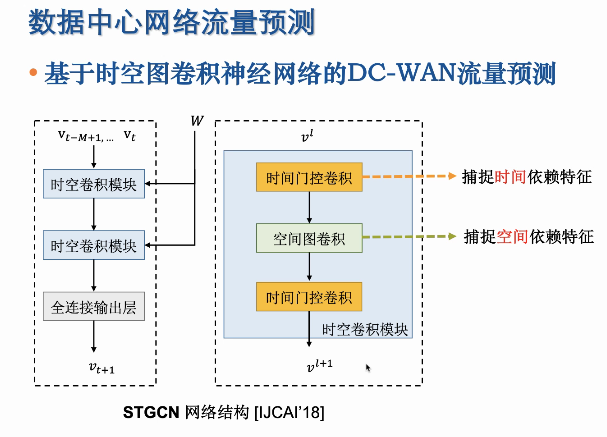 数据中心网络流量预测
• 基于时空图卷积神经网络的DC-WAN流量预测
v_{t−M+1,...} v_t
W
v^l
时空卷积模块
时间门控卷积
捕捉时间依赖特征
时空卷积模块
空间图卷积
捕捉空间依赖特征
全连接输出层
时间门控卷积
时空卷积模块
v_{t+1}
v^{l+1}
STGCN 网络结构 [IJCAI'18]